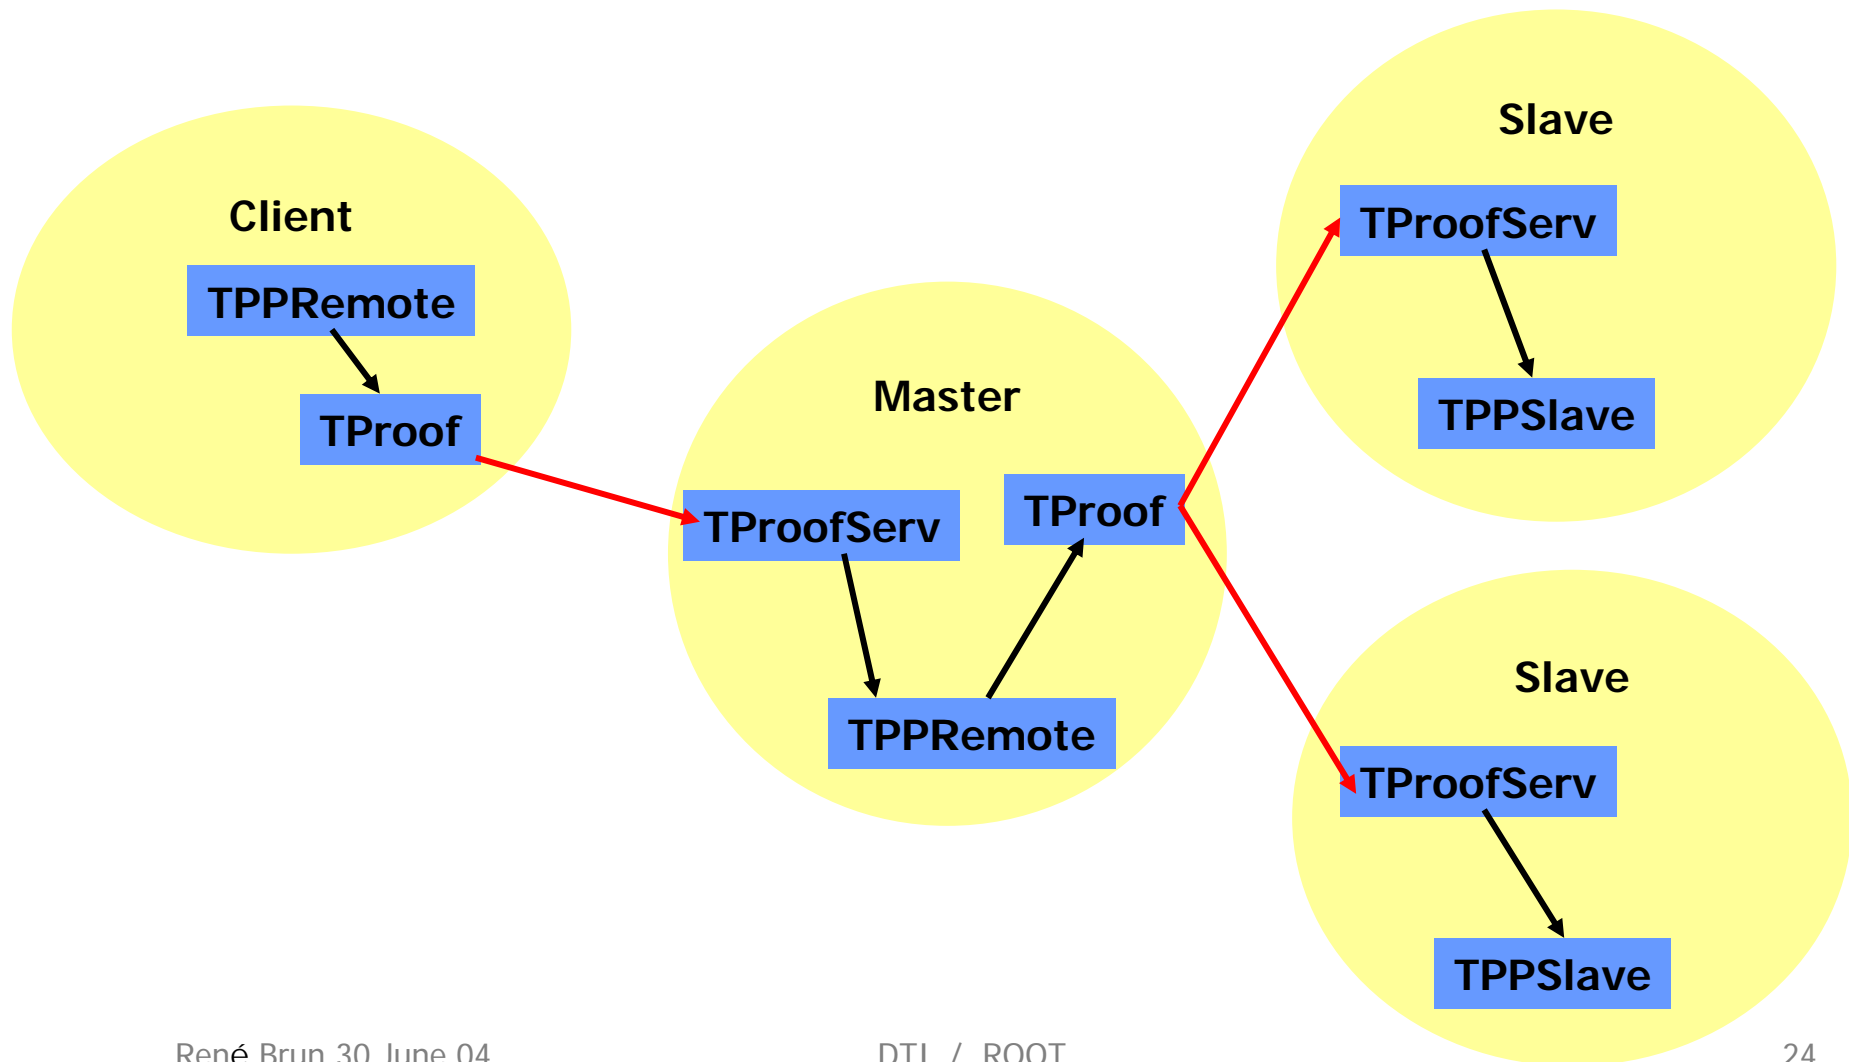 Client
TPPRemote
TProof
Master
TProofServ
TProof
TPPRemote
Slave
TProofServ
TPPSlave
Slave
TProofServ
TPPSlave
René Brun 30 June 04
DTL / ROOT
24